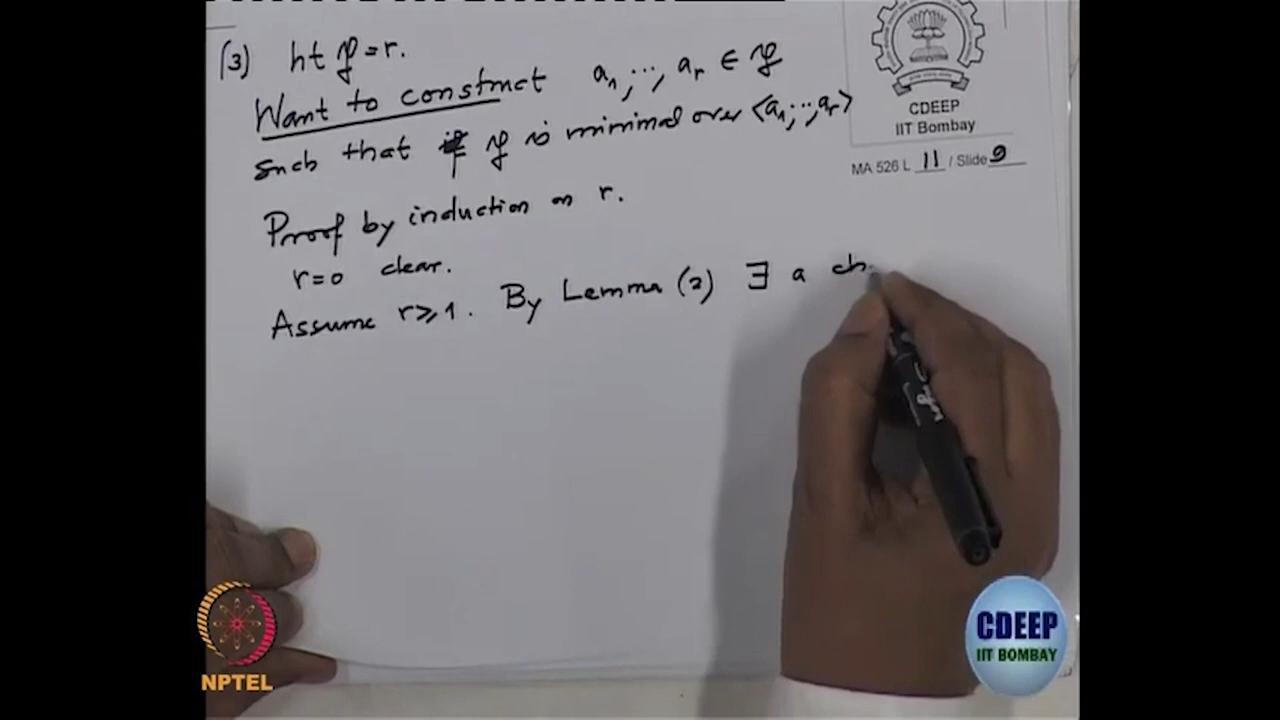 (3) ht 𝔭 = r.
Want to construct a₁, ..., aᵣ ∈ 𝔭
such that 𝔭 is minimal over <a₁, ..., aᵣ>
Proof by induction on r.
r=0 clear.
Assume r⩾1. By Lemma (2) ∃ a ch
CDEEP
IIT Bombay
MA 526 L 11 / Slide 9
NPTEL
CDEEP
IIT BOMBAY